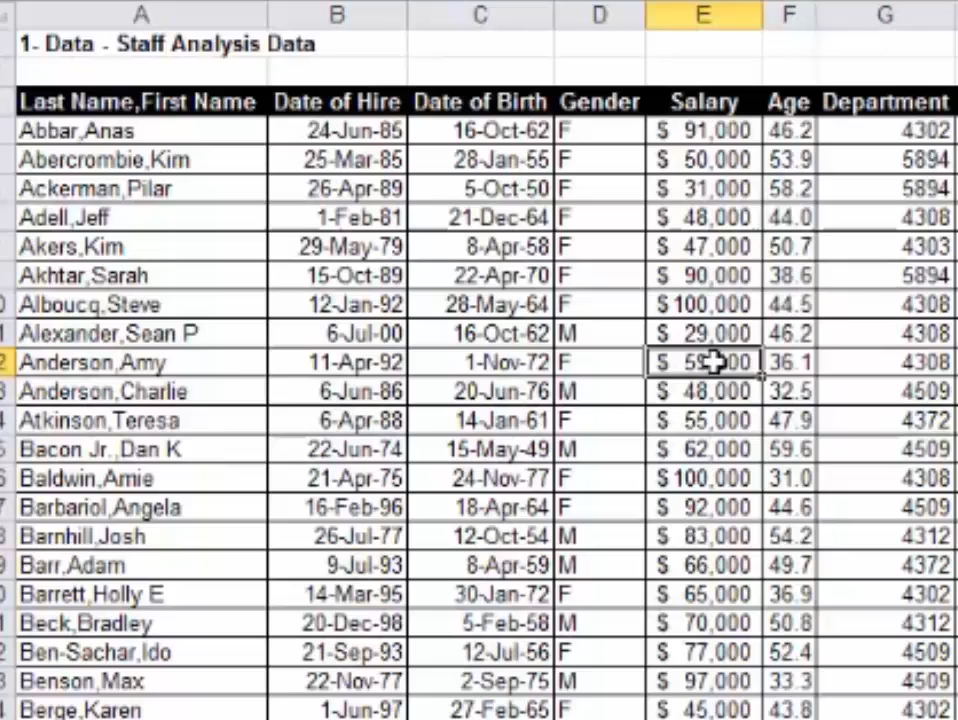 A B C D E F G
1- Data - Staff Analysis Data
Last Name,First Name Date of Hire Date of Birth Gender Salary Age Department
Abbar,Anas 24-Jun-85 16-Oct-62 F $ 91,000 46.2 4302
Abercrombie,Kim 25-Mar-85 28-Jan-55 F $ 50,000 53.9 5894
Ackerman,Pilar 26-Apr-89 5-Oct-50 F $ 31,000 58.2 5894
Adell,Jeff 1-Feb-81 21-Dec-64 F $ 48,000 44.0 4308
Akers,Kim 29-May-79 8-Apr-58 F $ 47,000 50.7 4303
Akhtar,Sarah 15-Oct-89 22-Apr-70 F $ 90,000 38.6 5894
Alboucq,Steve 12-Jan-92 28-May-64 F $ 100,000 44.5 4308
Alexander,Sean P 6-Jul-00 16-Oct-62 M $ 29,000 46.2 4308
Anderson,Amy 11-Apr-92 1-Nov-72 F $ 36.1 4308
Anderson,Charlie 6-Jun-86 20-Jun-76 M $ 48,000 32.5 4509
Atkinson,Teresa 6-Apr-88 14-Jan-61 F $ 55,000 47.9 4372
Bacon Jr.,Dan K 22-Jun-74 15-May-49 M $ 62,000 59.6 4509
Baldwin,Amie 21-Apr-75 24-Nov-77 F $ 100,000 31.0 4308
Barbariol,Angela 16-Feb-96 18-Apr-64 F $ 92,000 44.6 4509
Barnhill,Josh 26-Jul-77 12-Oct-54 M $ 83,000 54.2 4312
Barr,Adam 9-Jul-93 8-Apr-59 M $ 66,000 49.7 4372
Barrett,Holly E 14-Mar-95 30-Jan-72 F $ 65,000 36.9 4302
Beck,Bradley 20-Dec-98 5-Feb-58 M $ 70,000 50.8 4312
Ben-Sachar,Ido 21-Sep-93 12-Jul-56 F $ 77,000 52.4 4509
Benson,Max 22-Nov-77 2-Sep-75 M $ 97,000 33.3 4509
Berge,Karen 1-Jun-97 27-Feb-65 F $ 45,000 43.8 4302